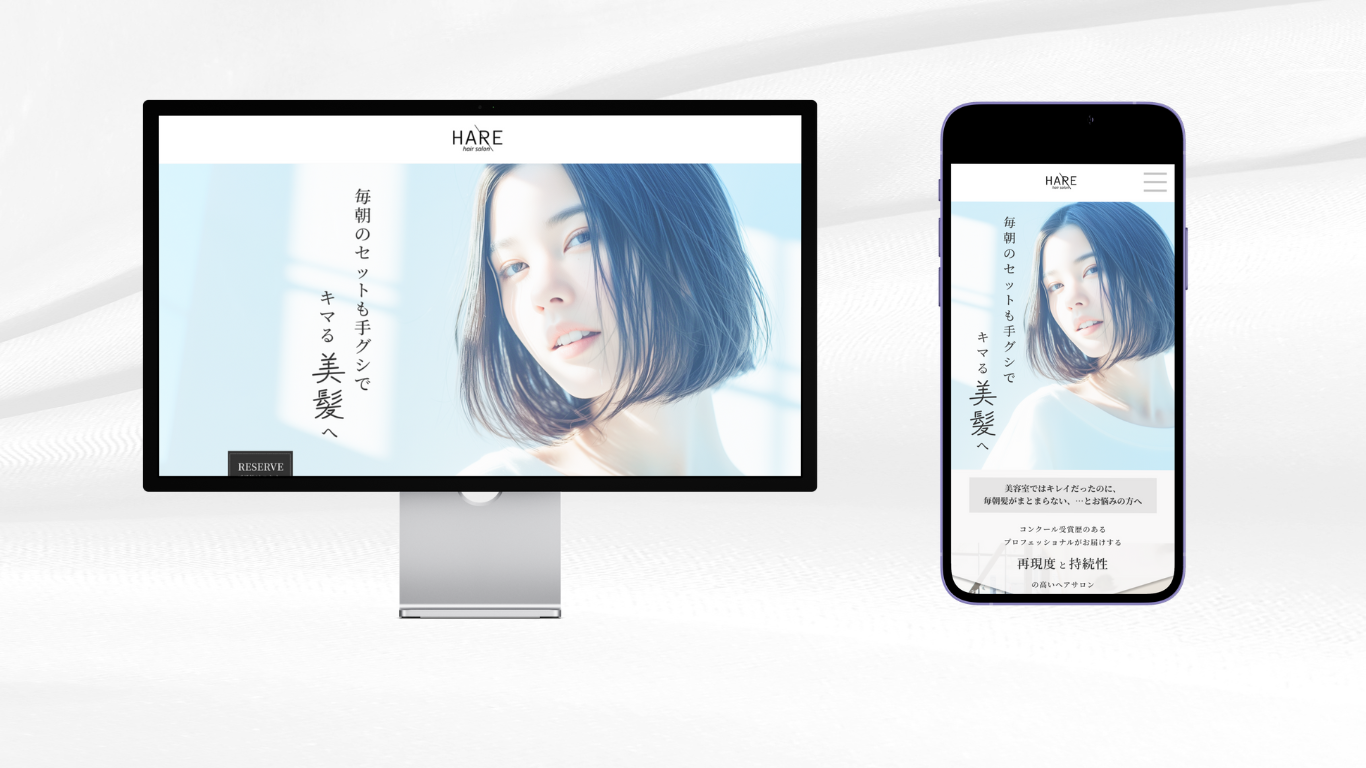 HARE
hair salon
毎朝のセットも手グシで
キマる美髪へ
RESERVE
HARE
hair salon
毎朝のセットも手グシで
キマる美髪へ
美容室ではキレイだったのに、
毎朝髪がまとまらない、…とお悩みの方へ
コンクール受賞歴のある
プロフェッショナルがお届けする
再現度と持続性
の高いヘアサロン